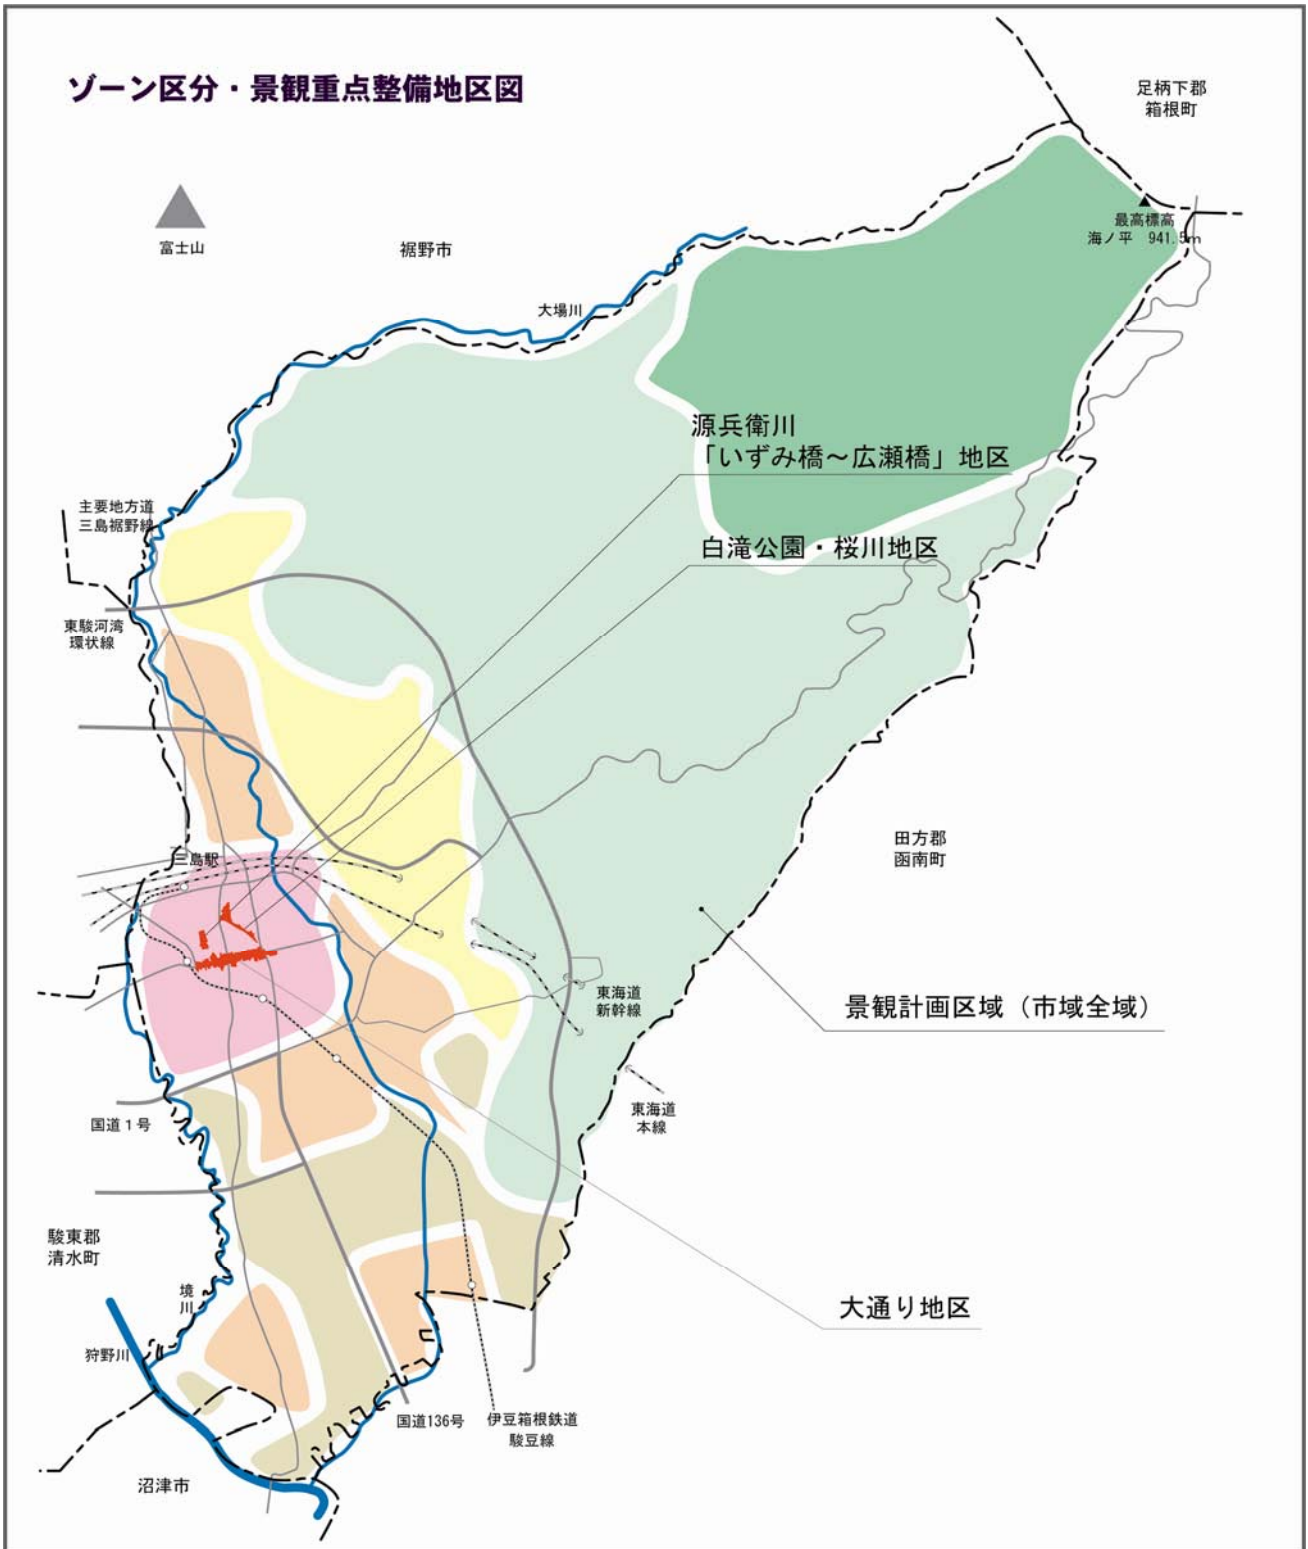 ゾーン区分・景観重点整備地区図
足柄下郡
箱根町
富士山
裾野市
最高標高
海ノ平 941.5m
大場川
源兵衛川
「いずみ橋～広瀬橋」地区
主要地方道
三島裾野線
白滝公園・桜川地区
東駿河湾
環状線
田方郡
函南町
三島駅
東海道
新幹線
景観計画区域（市域全域）
東海道
本線
国道１号
駿東郡
清水町
境
川
大通り地区
狩野川
国道136号
伊豆箱根鉄道
駿豆線
沼津市